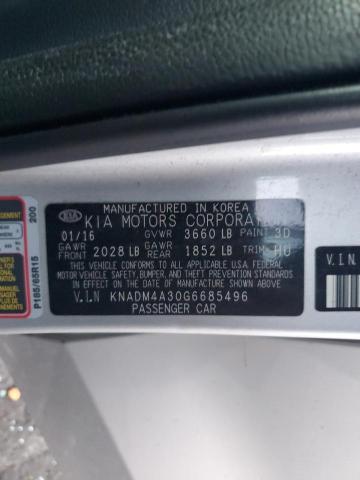 MANUFACTURED IN KOREA
KIA KIA MOTORS CORPORATION
01/16 GVWR 3660 LB PAINT 3D
GAWR FRONT 2028 LB GAWR REAR 1852 LB TRIM HU
THIS VEHICLE CONFORMS TO ALL APPLICABLE U.S.A. FEDERAL
MOTOR VEHICLE SAFETY, BUMPER, AND THEFT PREVENTION
STANDARDS IN EFFECT ON THE DATE OF MANUFACTURE SHOWN ABOVE.
V.I.N KNADM4A30G6685496
PASSENGER CAR
P185/65R15
200
V.I.N